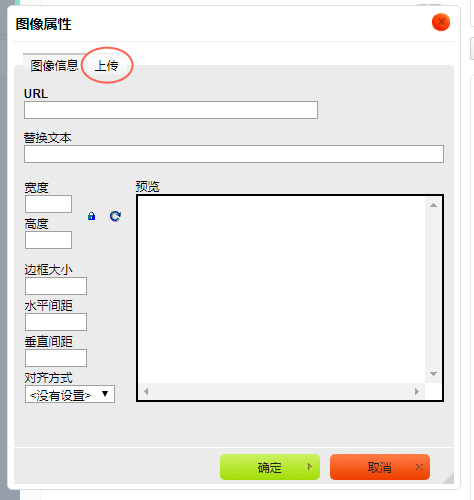 图像属性
图像信息 上传
URL
替换文本
宽度
预览
高度
边框大小
水平间距
垂直间距
对齐方式
<没有设置>
确定 取消